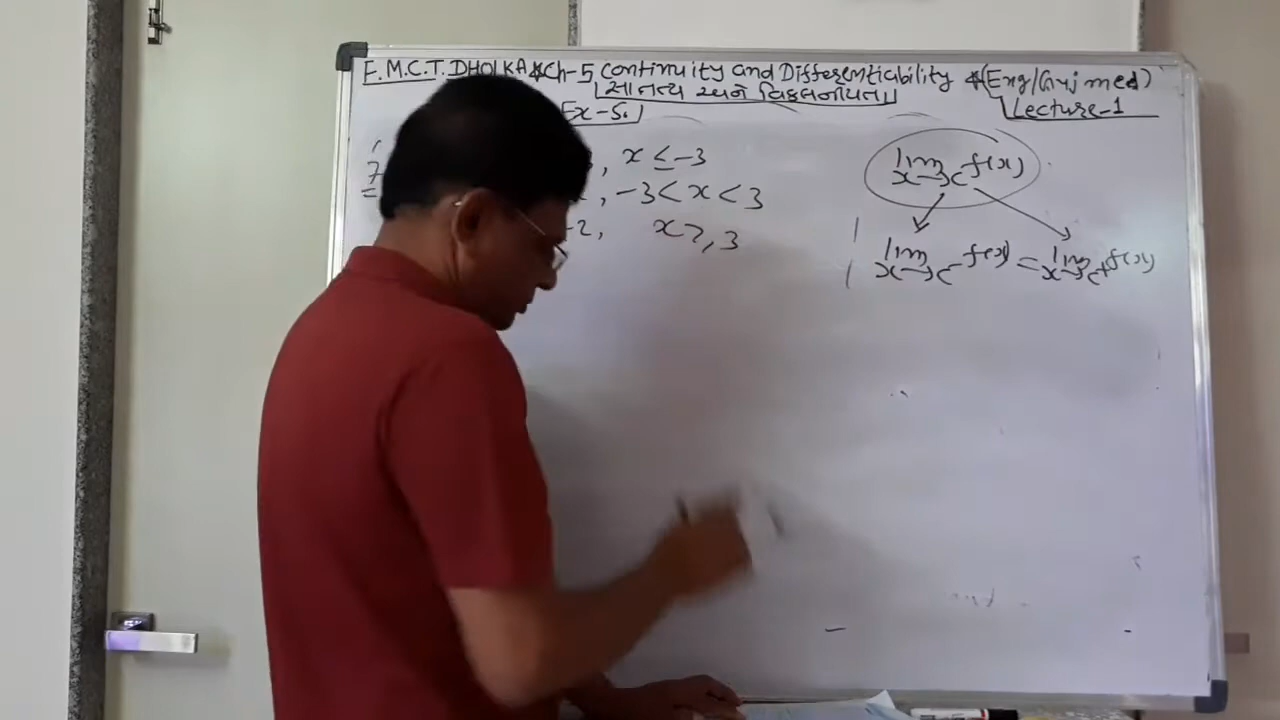 F.M.C.T. DHOLKA * Ch-5 Continuity and Differentiability * (Eng/Guj med)
સાતત્ય અને વિકલનીયતા
Lecture-1
Ex-5.
7 , x ≤ -3
, -3 < x < 3
-2, x ≥, 3
lim x→c f(x)
lim x→c⁻ f(x) = lim x→c⁺ f(x)